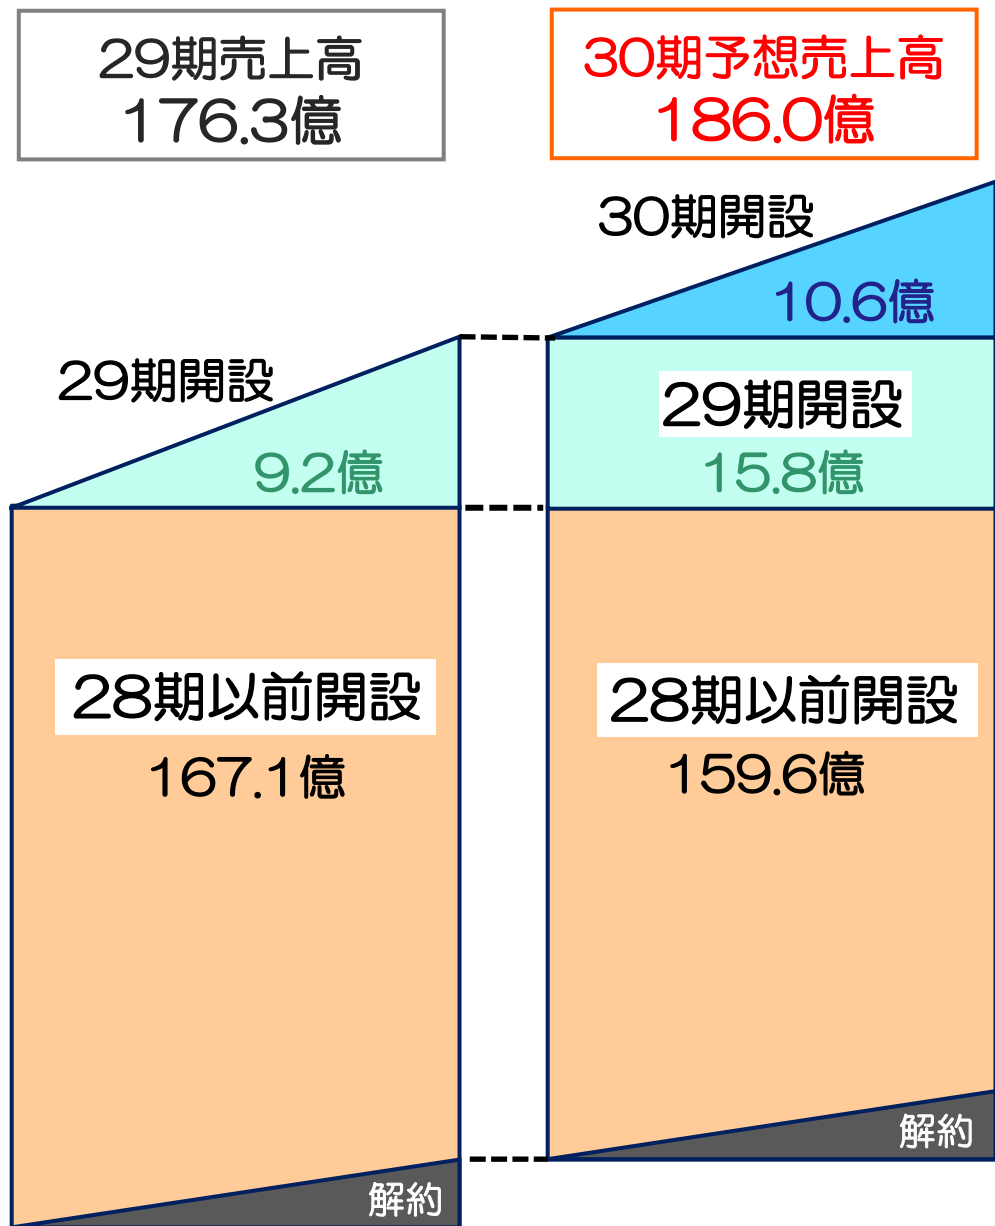 29期売上高
176.3億
30期予想売上高
186.0億
30期開設
10.6億
29期開設
9.2億
29期開設
15.8億
28期以前開設
167.1億
28期以前開設
159.6億
解約
解約